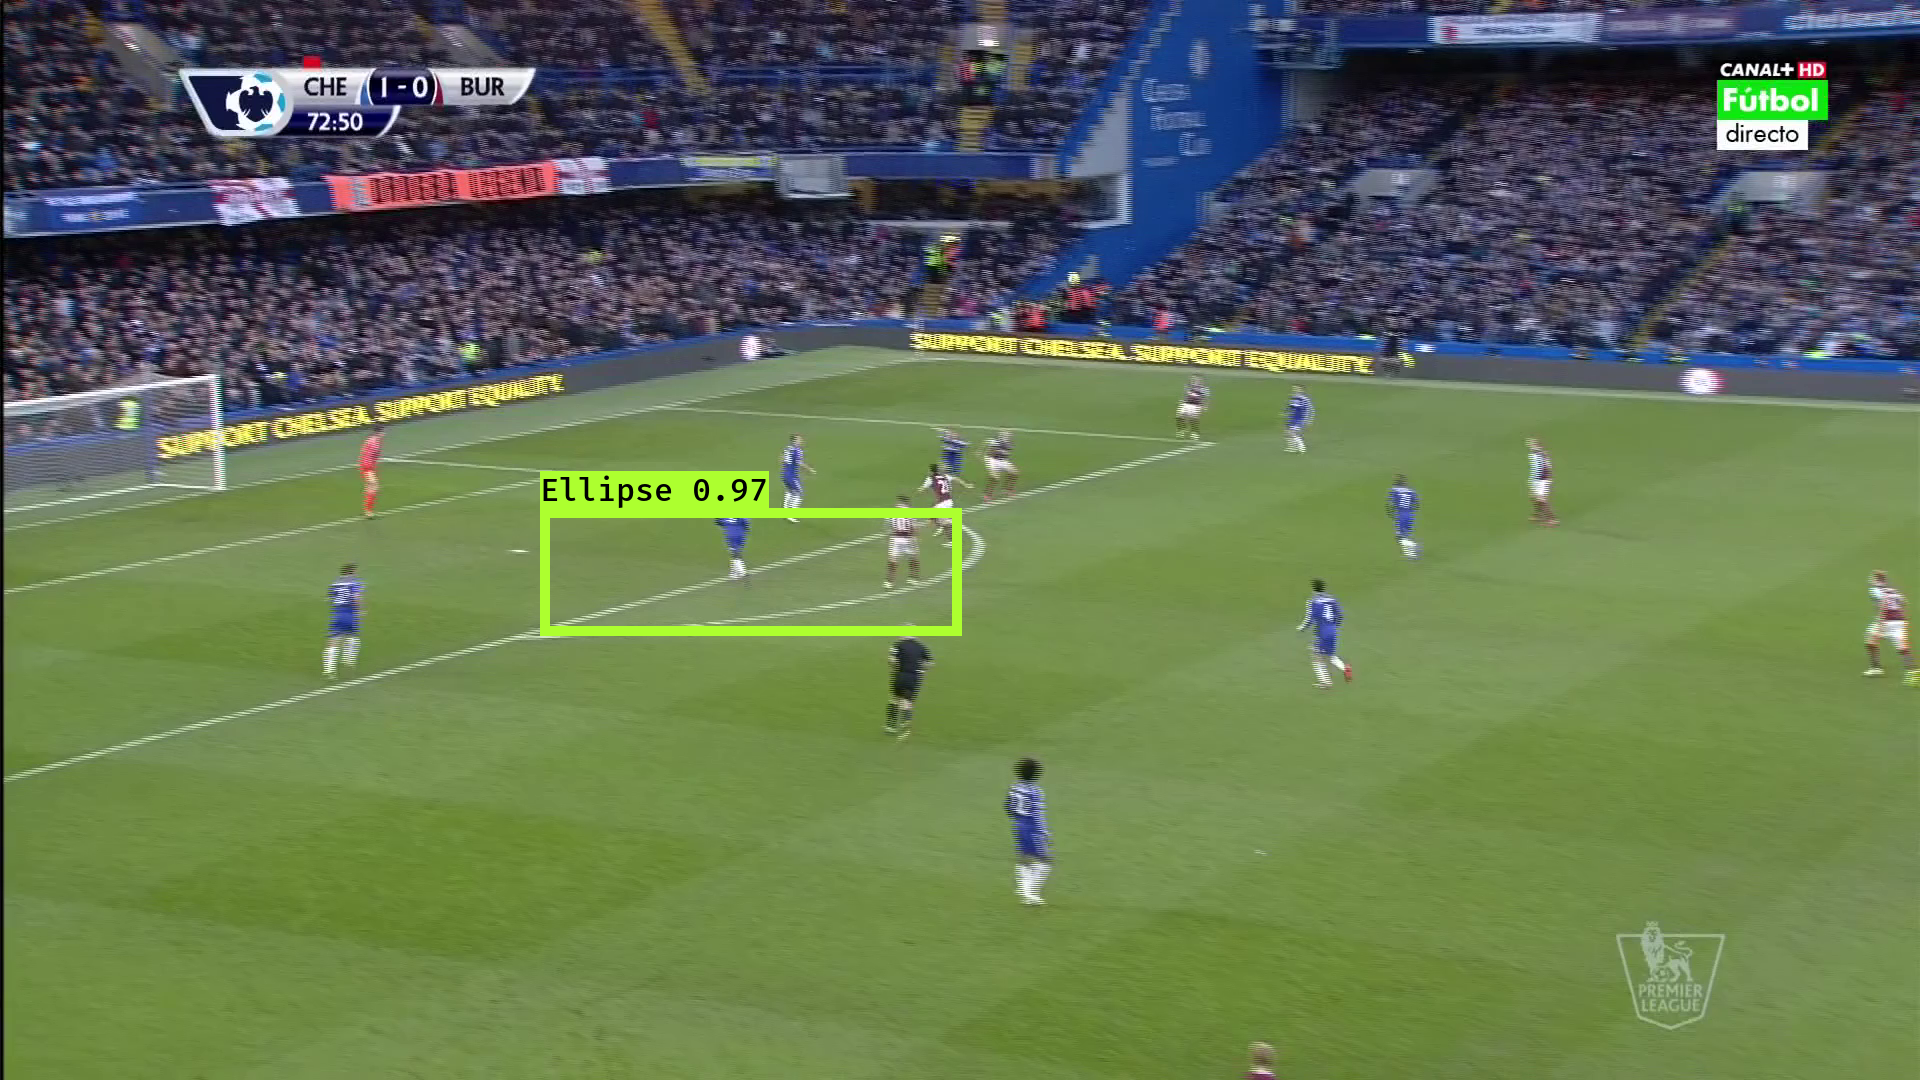 CHE 1-0 BUR
72:50
CANAL+ HD
Fútbol
directo
SUPPORT CHELSEA. SUPPORT EQUALITY
SUPPORT CHELSEA. SUPPORT EQUALITY
Ellipse 0.97
PREMIER
LEAGUE